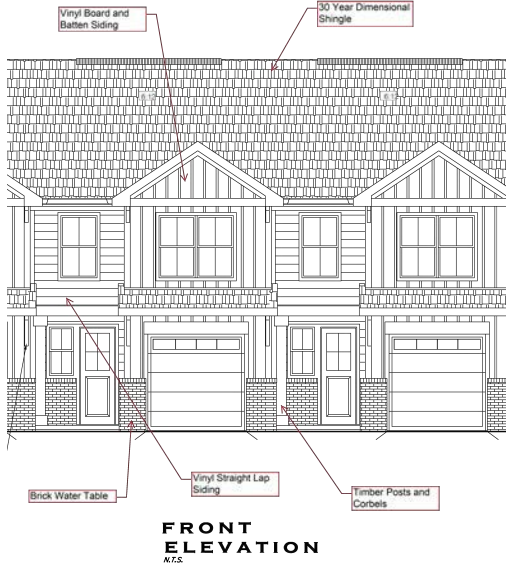 Vinyl Board and
Batten Siding
30 Year Dimensional
Shingle
Brick Water Table
Vinyl Straight Lap
Siding
Timber Posts and
Corbels
FRONT
ELEVATION
N.T.S.